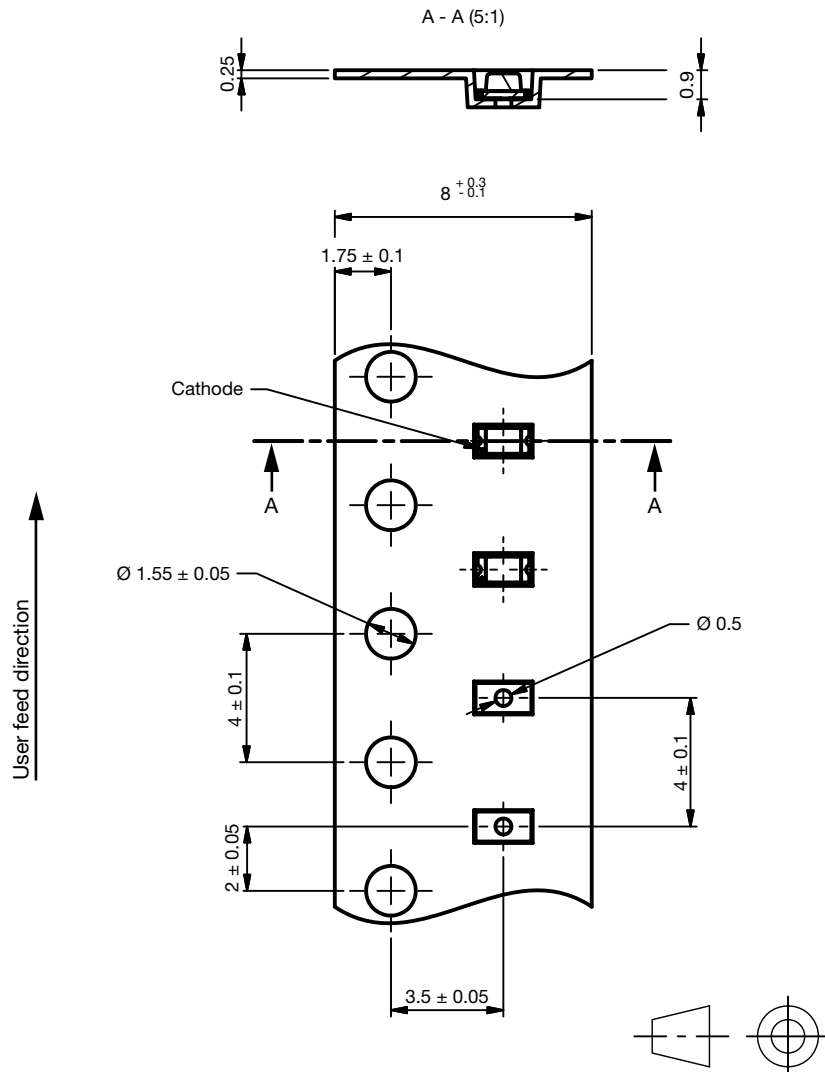 A - A (5:1)
0.25
0.9
8 + 0.3 - 0.1
1.75 ± 0.1
Cathode
A
A
Ø 1.55 ± 0.05
Ø 0.5
User feed direction
4 ± 0.1
4 ± 0.1
2 ± 0.05
3.5 ± 0.05